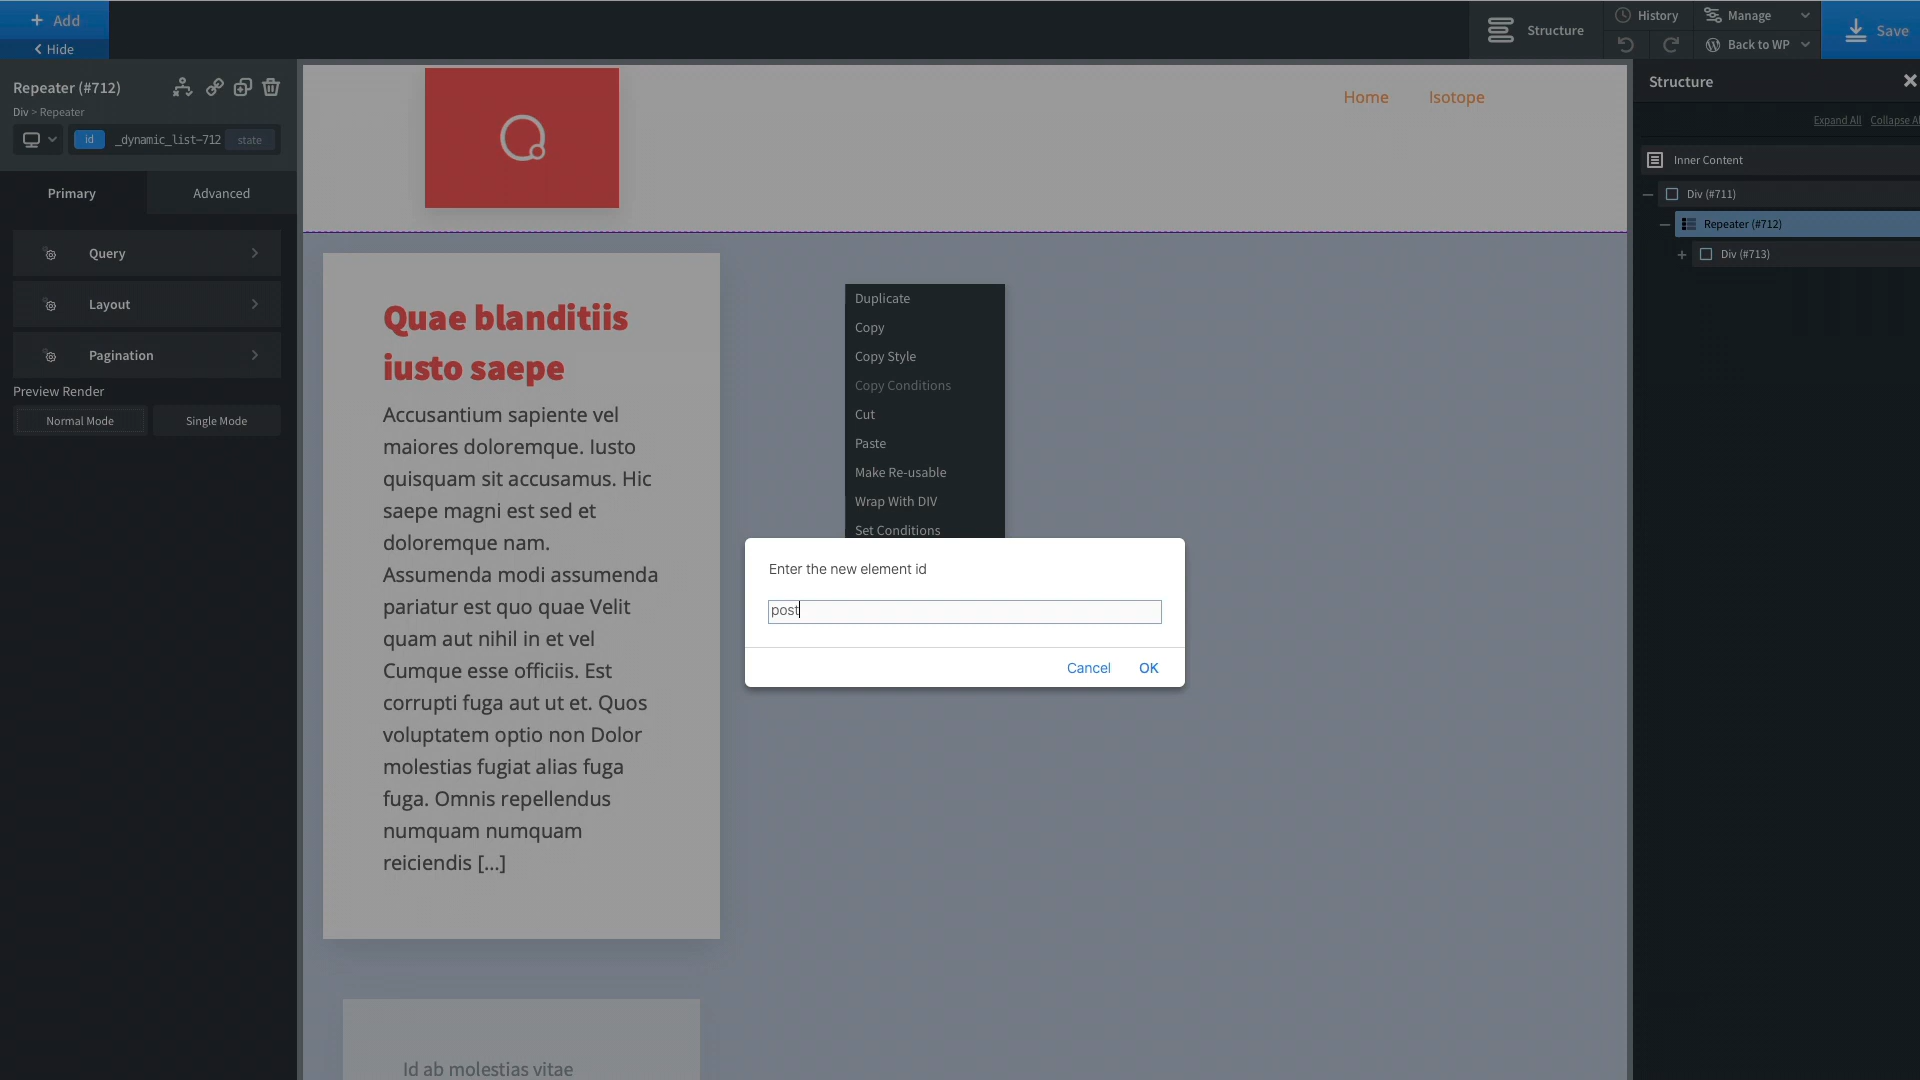 Add
Hide
Structure
History
Manage
Back to WP
Save
Repeater (#712)
Div > Repeater
id
_dynamic_list-712
state
Primary
Advanced
Query
Layout
Pagination
Preview Render
Normal Mode
Single Mode
Home
Isotope
Quae blanditiis
iusto saepe
Accusantium sapiente vel
maiores doloremque. Iusto
quisquam sit accusamus. Hic
saepe magni est sed et
doloremque nam.
Assumenda modi assumenda
pariatur est quo quae Velit
quam aut nihil in et vel
Cumque esse officiis. Est
corrupti fuga aut ut et. Quos
voluptatem optio non Dolor
molestias fugiat alias fuga
fuga. Omnis repellendus
numquam numquam
reiciendis [...]
Id ab molestias vitae
Duplicate
Copy
Copy Style
Copy Conditions
Cut
Paste
Make Re-usable
Wrap With DIV
Set Conditions
Enter the new element id
post
Cancel
OK
Structure
Expand All
Collapse Al
Inner Content
Div (#711)
Repeater (#712)
Div (#713)